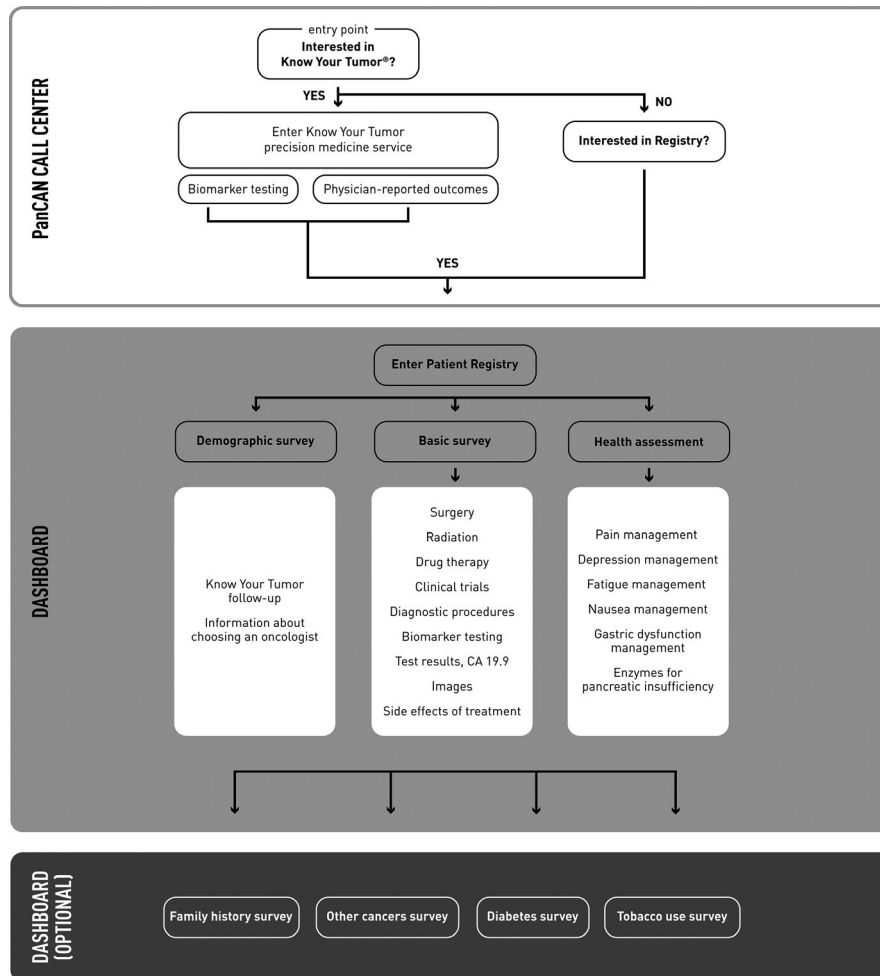 PanCAN CALL CENTER
entry point
Interested in
Know Your Tumor®?
YES
NO
Enter Know Your Tumor
precision medicine service
Interested in Registry?
Biomarker testing
Physician-reported outcomes
YES
DASHBOARD
Enter Patient Registry
Demographic survey
Basic survey
Health assessment
Know Your Tumor
follow-up
Information about
choosing an oncologist
Surgery
Radiation
Drug therapy
Clinical trials
Diagnostic procedures
Biomarker testing
Test results, CA 19.9
Images
Side effects of treatment
Pain management
Depression management
Fatigue management
Nausea management
Gastric dysfunction
management
Enzymes for
pancreatic insufficiency
DASHBOARD
(OPTIONAL)
Family history survey
Other cancers survey
Diabetes survey
Tobacco use survey